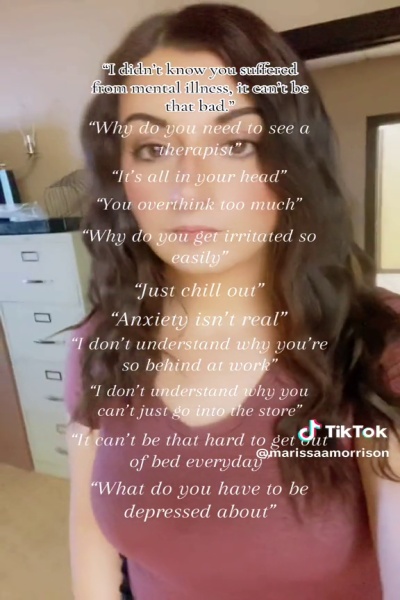 “I didn't know you suffered
from mental illness, it can't be
that bad.”
“Why do you need to see a
therapist”
“It's all in your head”
“You overthink too much”
“Why do you get irritated so
easily”
“Just chill out”
“Anxiety isn't real”
“I don't understand why you're
so behind at work”
“I don't understand why you
can't just go into the store”
“It can't be that hard to get out
of bed everyday”
“What do you have to be
depressed about”
TikTok
@marissaamorrison